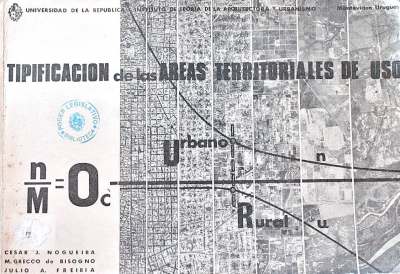 UNIVERSIDAD DE LA REPUBLICA INSTITUTO DE TEORIA DE LA ARQUITECTURA Y URBANISMO Montevideo Uruguay
TIPIFICACION de las AREAS TERRITORIALES DE USO
PODER LEGISLATIVO
BIBLIOTECA
Urbano n
n
M = Oc
Rural u
CESAR J. NOGUEIRA
M. GRECCO de BISOGNO
JULIO A. FREIRIA